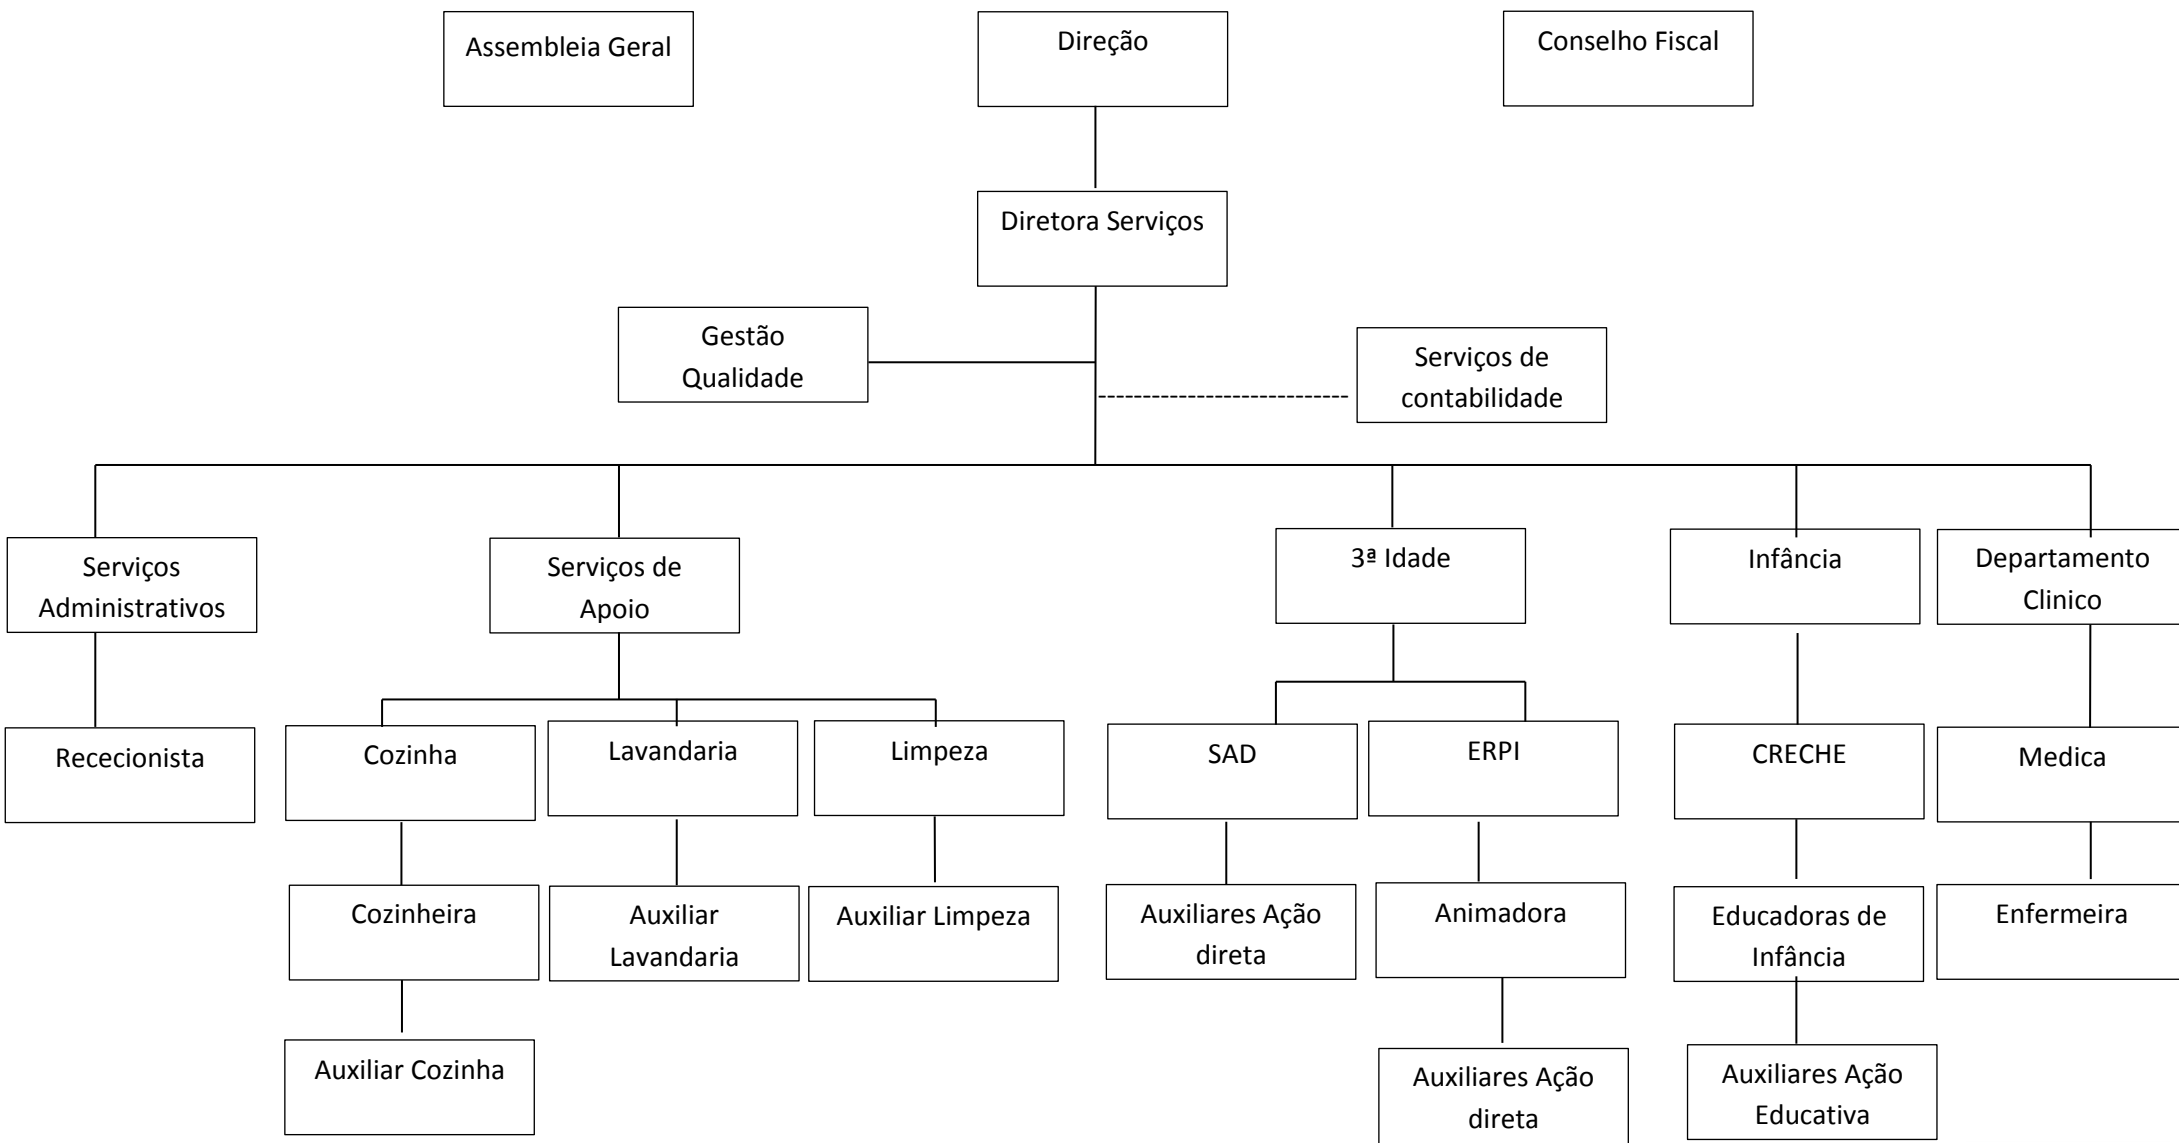 Assembleia Geral
Direção
Conselho Fiscal
Diretora Serviços
Gestão
Qualidade
Serviços de
contabilidade
Serviços
Administrativos
Serviços de
Apoio
3ª Idade
Infância
Departamento
Clinico
Rececionista
Cozinha
Lavandaria
Limpeza
SAD
ERPI
CRECHE
Medica
Cozinheira
Auxiliar
Lavandaria
Auxiliar Limpeza
Auxiliares Ação
direta
Animadora
Educadoras de
Infância
Enfermeira
Auxiliar Cozinha
Auxiliares Ação
direta
Auxiliares Ação
Educativa